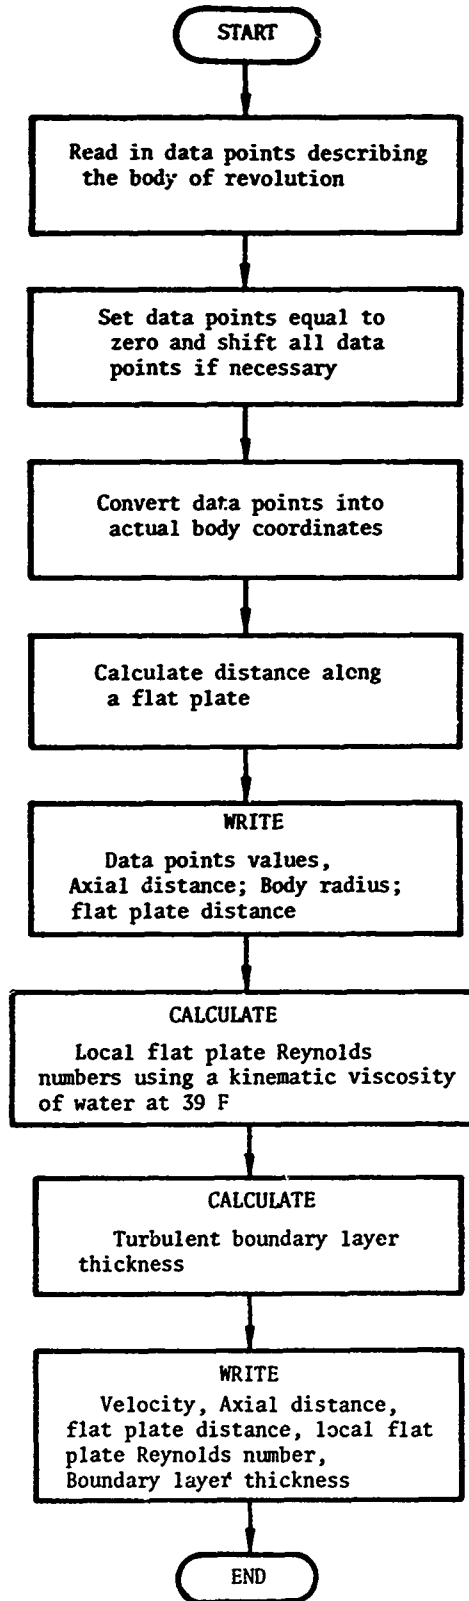 START
Read in data points describing
the body of revolution
Set data points equal to
zero and shift all data
points if necessary
Convert data points into
actual body coordinates
Calculate distance along
a flat plate
WRITE
Data points values,
Axial distance; Body radius;
flat plate distance
CALCULATE
Local flat plate Reynolds
numbers using a kinematic viscosity
of water at 39 F
CALCULATE
Turbulent boundary layer
thickness
WRITE
Velocity, Axial distance,
flat plate distance, local flat
plate Reynolds number,
Boundary layer thickness
END